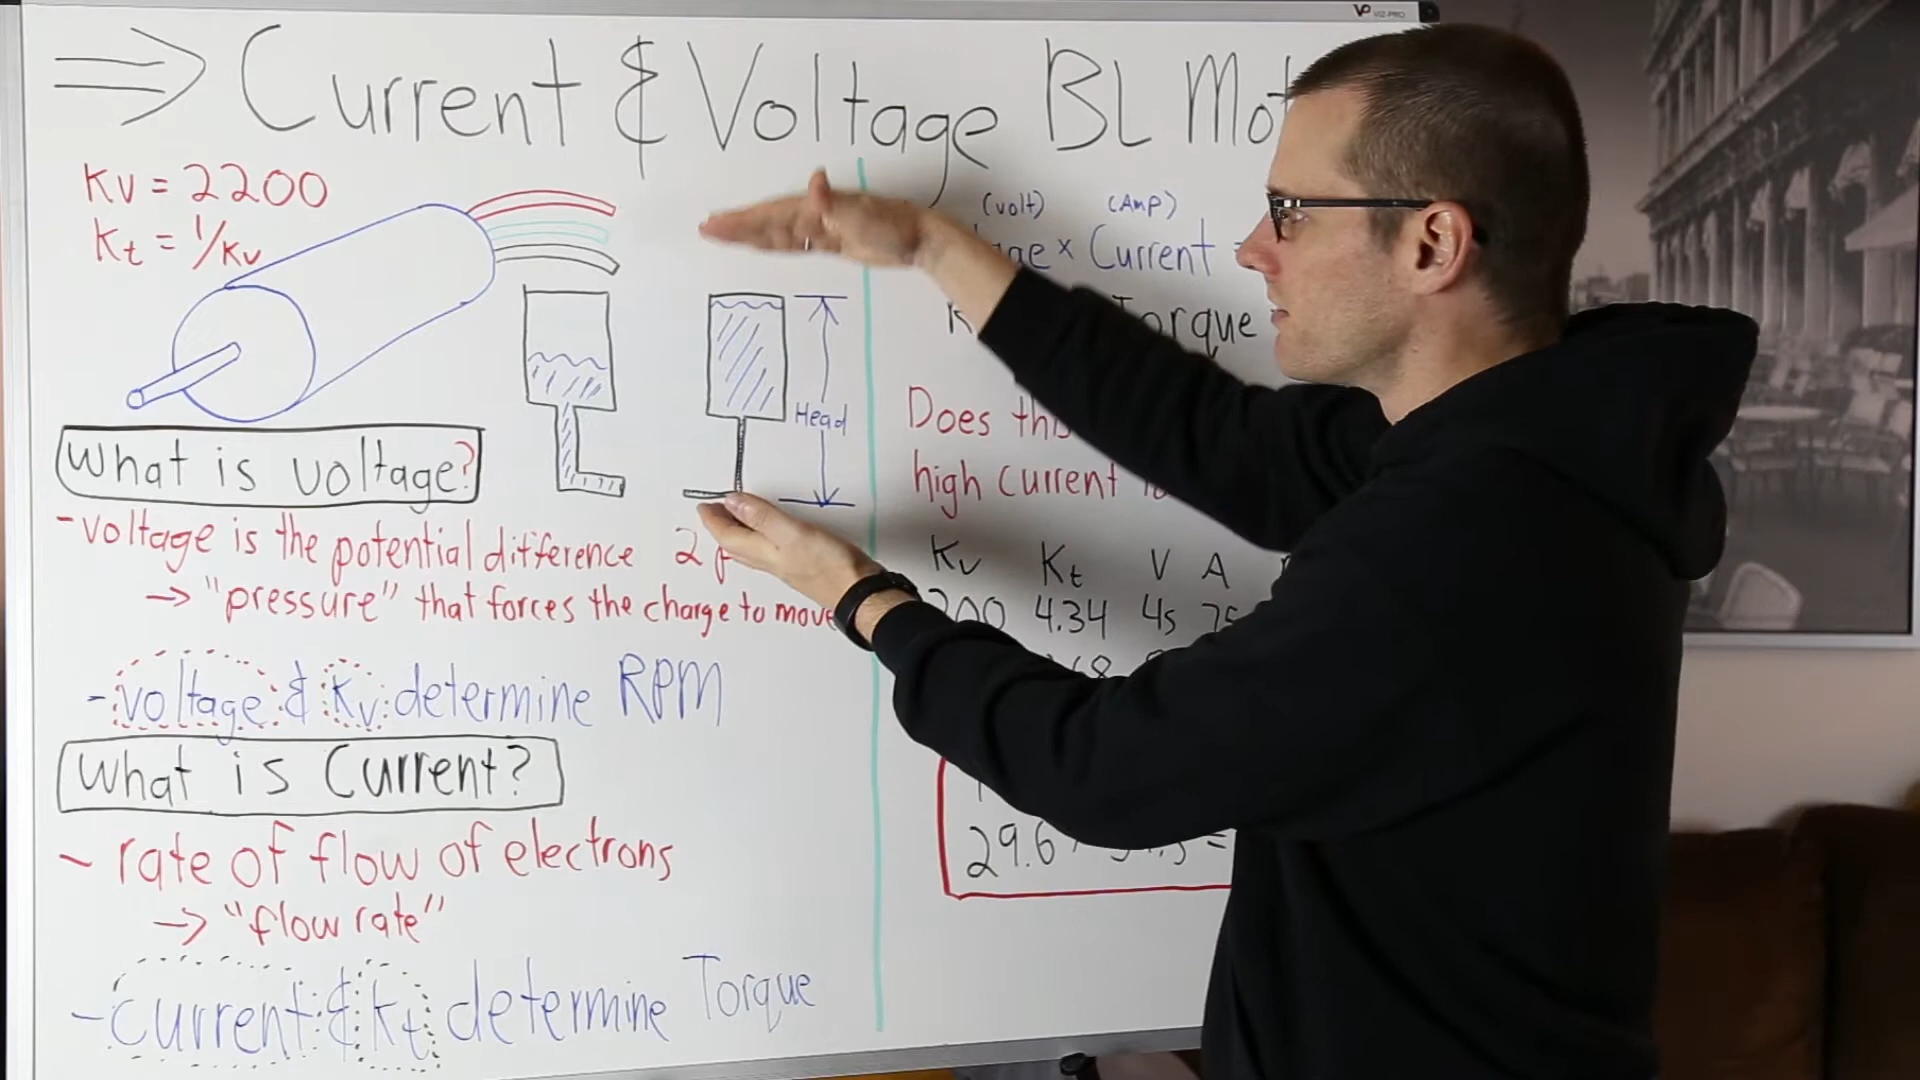 VIZ-PRO
⇒ Current & Voltage BL Mot
Kv = 2200
Kt = 1/Kv
Head
What is voltage?
- voltage is the potential difference 2
→ "pressure" that forces the charge to move
- voltage & Kv determine RPM
What is Current?
- rate of flow of electrons
→ "flow rate"
- current & Kt determine Torque
(volt) (Amp)
× Current =
Torque
Does
high current
Kv Kt V A
4.34 4s
29.6